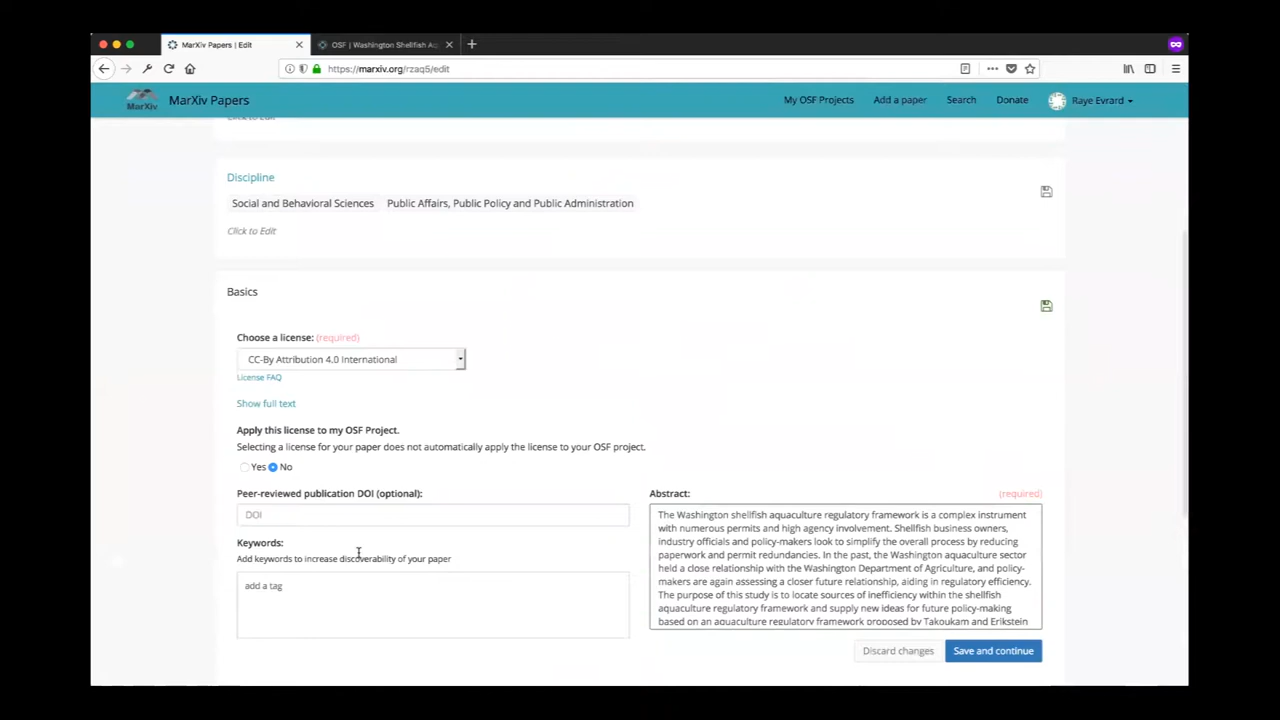 MarXiv Papers | Edit
OSF | Washington Shellfish Aq
https://marxiv.org/rzaq5/edit
MarXiv
MarXiv Papers
My OSF Projects
Add a paper
Search
Donate
Raye Evrard
Click to Edit
Discipline
Social and Behavioral Sciences
Public Affairs, Public Policy and Public Administration
Click to Edit
Basics
Choose a license: (required)
CC-By Attribution 4.0 International
License FAQ
Show full text
Apply this license to my OSF Project.
Selecting a license for your paper does not automatically apply the license to your OSF project.
Yes No
Peer-reviewed publication DOI (optional):
DOI
Keywords:
Add keywords to increase discoverability of your paper
add a tag
Abstract: (required)
The Washington shellfish aquaculture regulatory framework is a complex instrument
with numerous permits and high agency involvement. Shellfish business owners,
industry officials and policy-makers look to simplify the overall process by reducing
paperwork and permit redundancies. In the past, the Washington aquaculture sector
held a close relationship with the Washington Department of Agriculture, and policy-
makers are again assessing a closer future relationship, aiding in regulatory efficiency.
The purpose of this study is to locate sources of inefficiency within the shellfish
aquaculture regulatory framework and supply new ideas for future policy-making
based on an aquaculture regulatory framework proposed by Takoukam and Erikstein
Discard changes
Save and continue